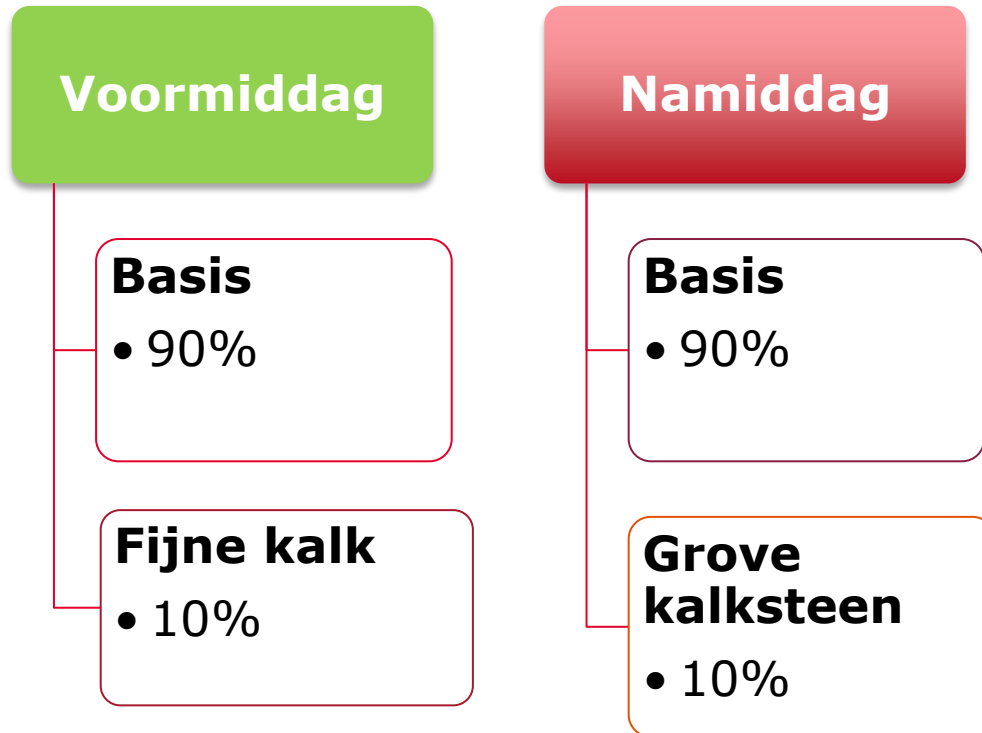 Voormiddag
Basis
• 90%
Fijne kalk
• 10%
Namiddag
Basis
• 90%
Grove
kalksteen
• 10%